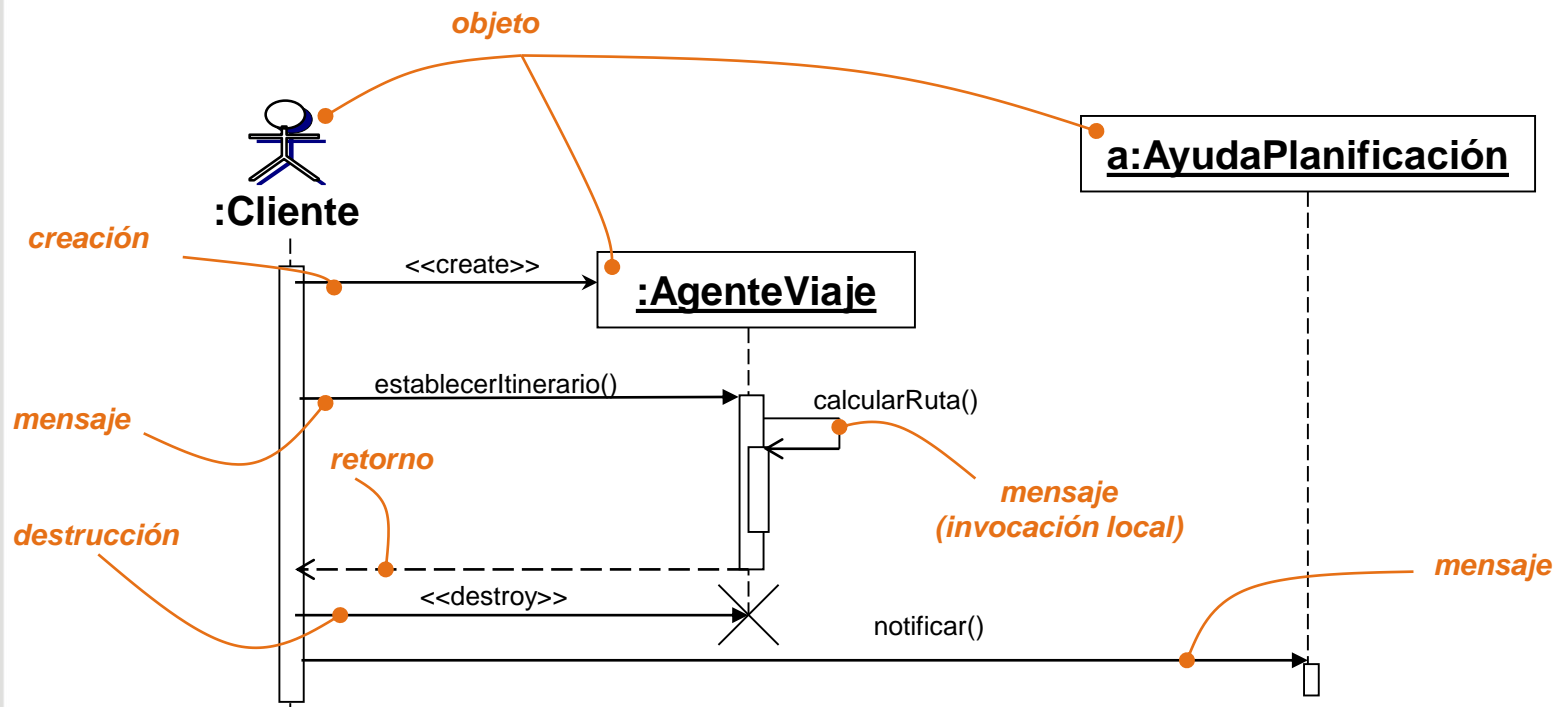 objeto
a:AyudaPlanificación
:Cliente
creación
<<create>>
:AgenteViaje
establecerItinerario()
calcularRuta()
mensaje
retorno
mensaje
(invocación local)
destrucción
mensaje
<<destroy>>
notificar()